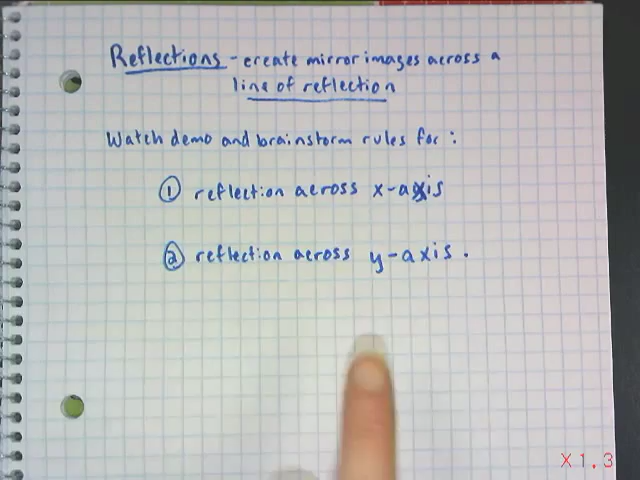 Reflections - create mirror images across a
line of reflection
Watch demo and brainstorm rules for :
① reflection across x-axis
② reflection across y-axis.
X1.3